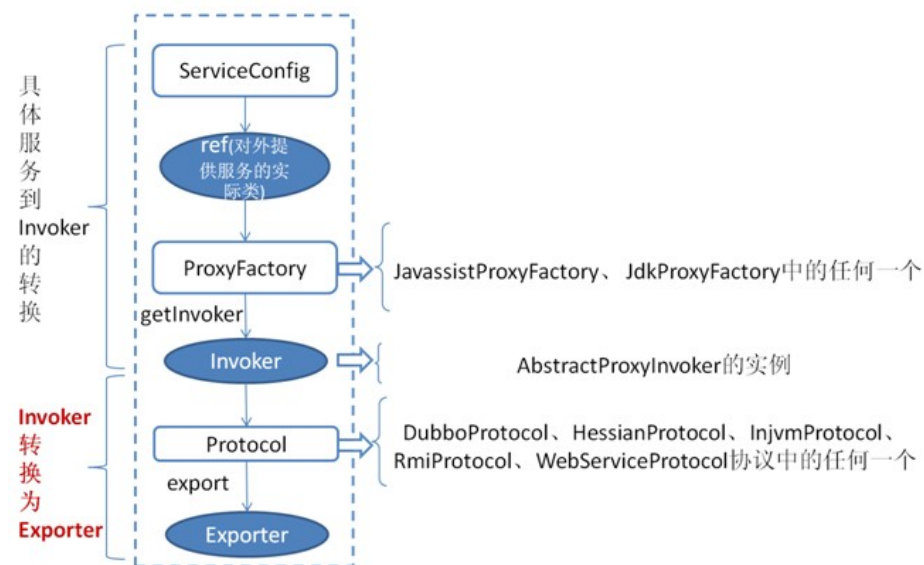 ServiceConfig
具
体
服
务
到
Invoker
的
转
换
ref(对外提
供服务的实
际类)
ProxyFactory
JavassistProxyFactory、JdkProxyFactory中的任何一个
getInvoker
Invoker
AbstractProxyInvoker的实例
Invoker
转
换
为
Exporter
Protocol
DubboProtocol、HessianProtocol、InjvmProtocol、
RmiProtocol、WebServiceProtocol协议中的任何一个
export
Exporter